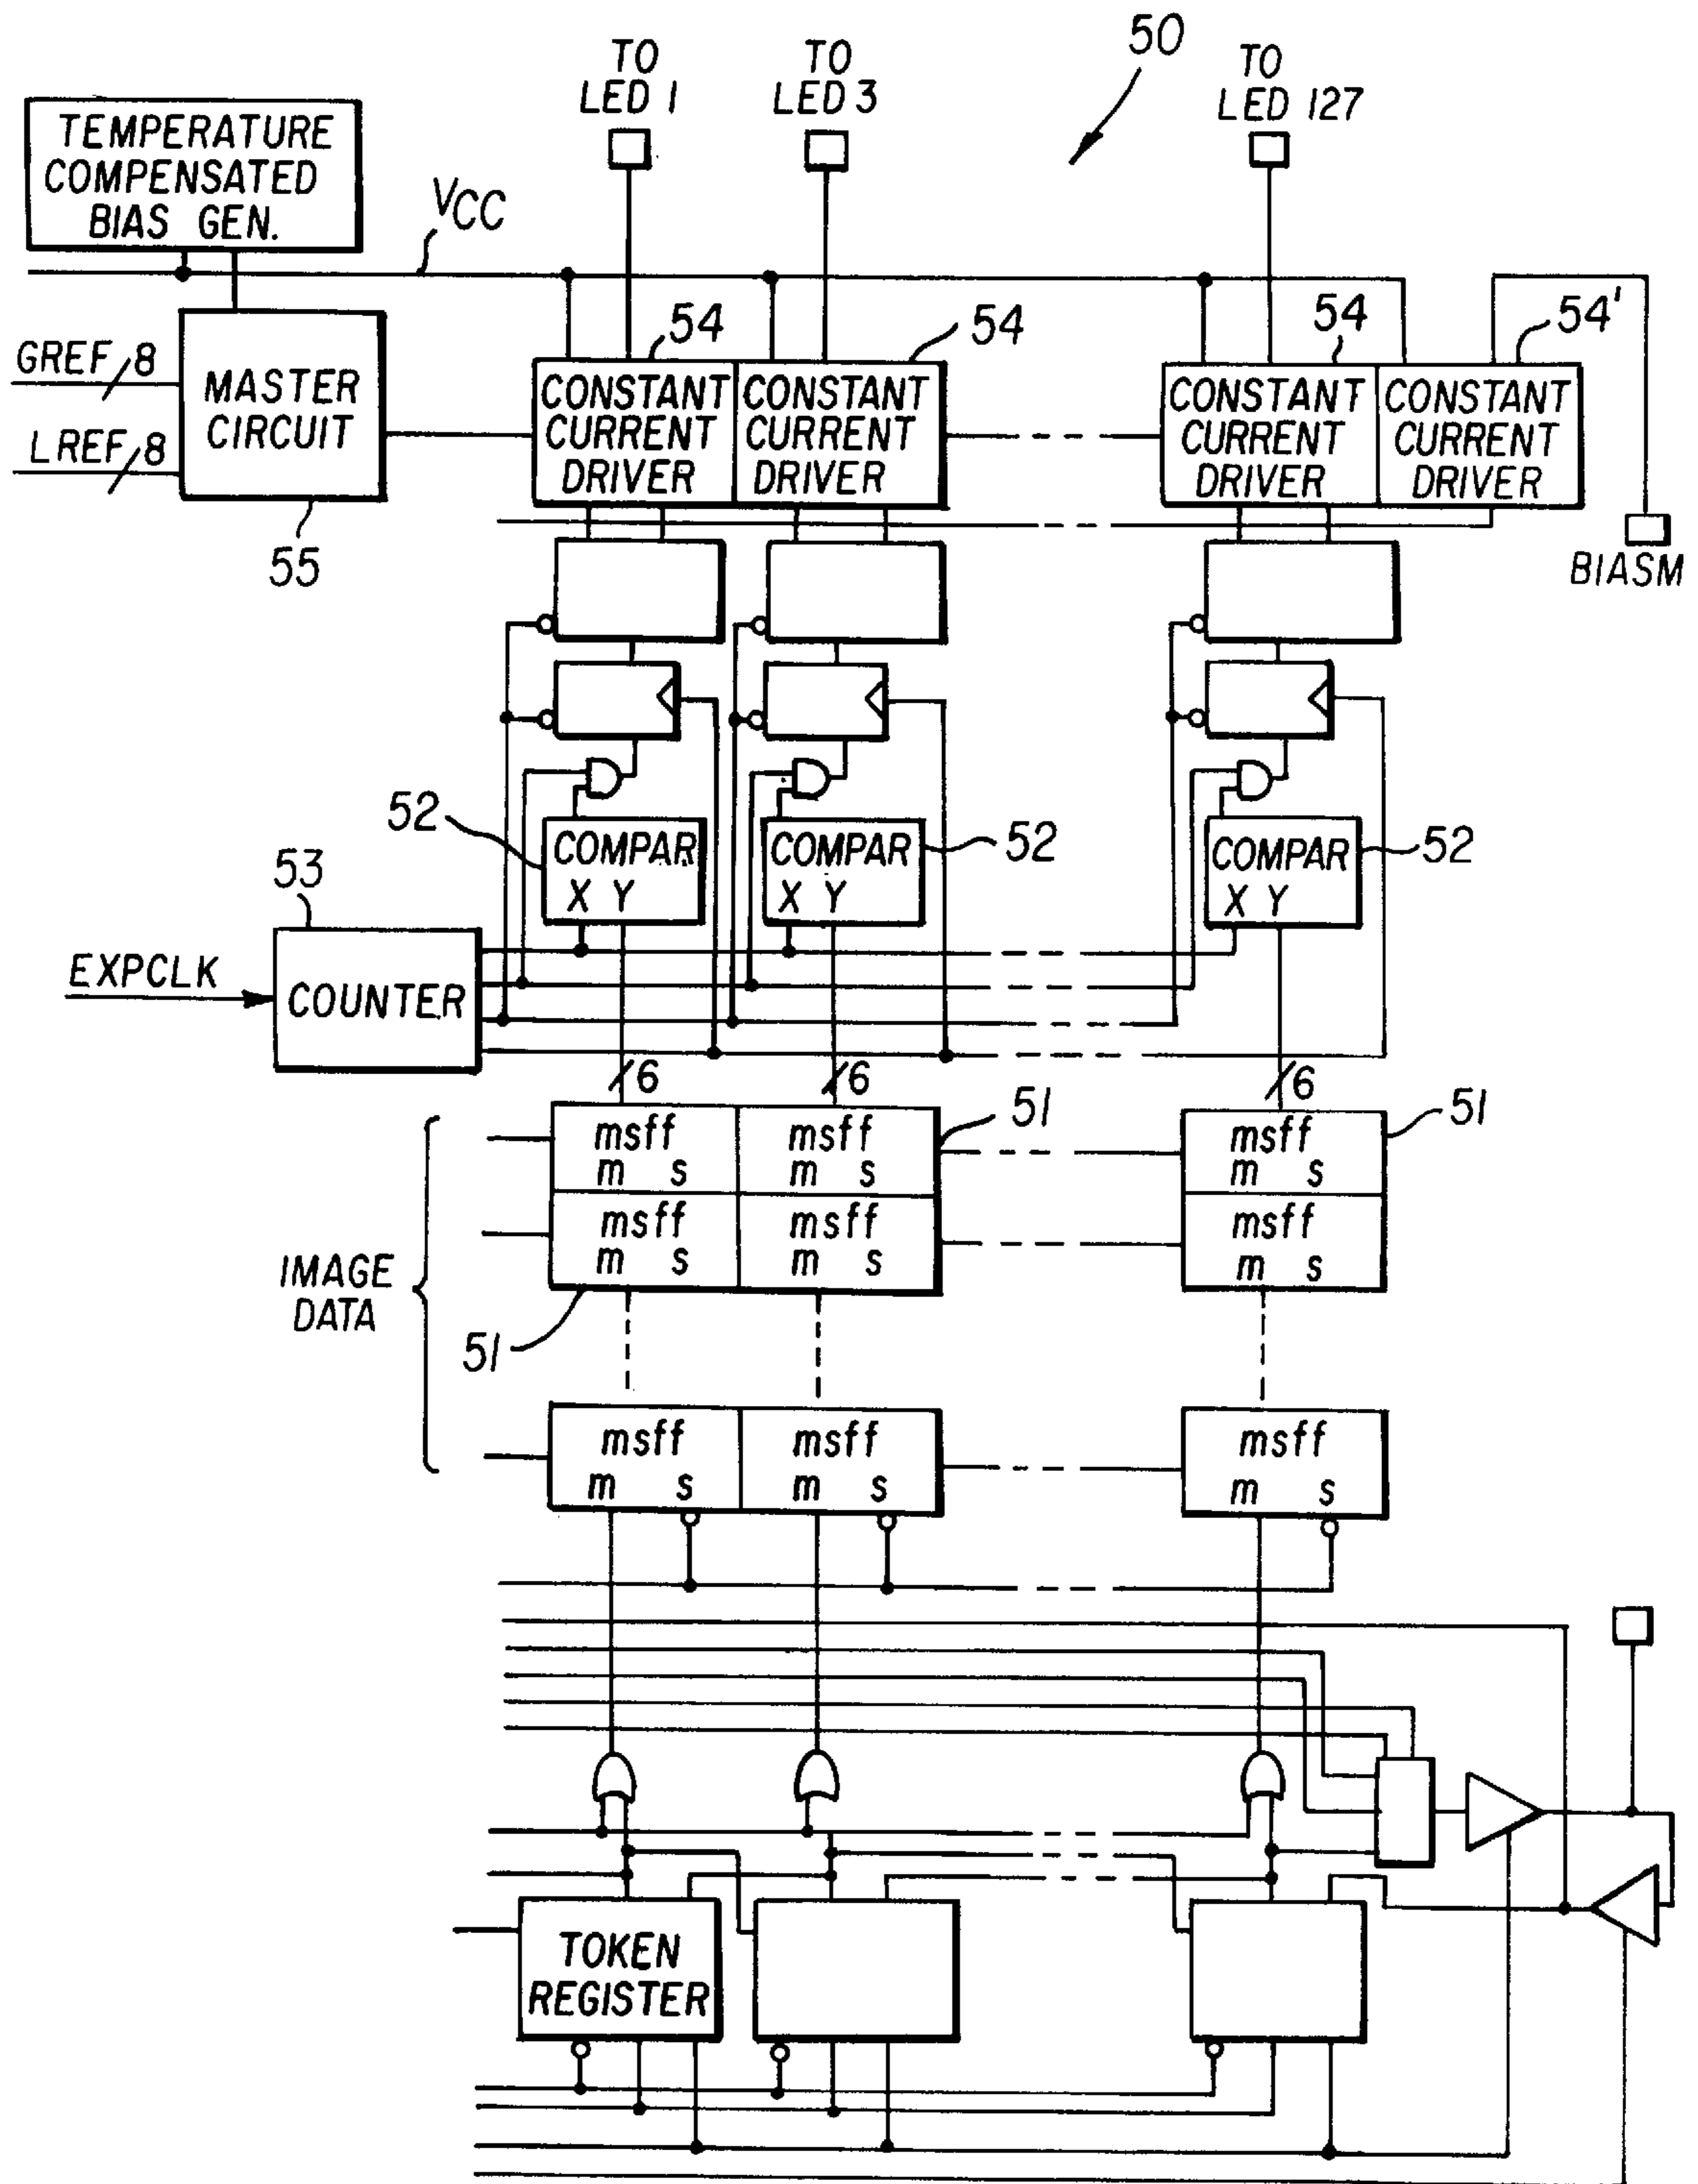 50
TO
LED 1
TO
LED 3
TO
LED 127
TEMPERATURE
COMPENSATED
BIAS GEN.
VCC
54
54
54
54'
GREF/8
LREF/8
MASTER
CIRCUIT
55
CONSTANT
CURRENT
DRIVER
CONSTANT
CURRENT
DRIVER
CONSTANT
CURRENT
DRIVER
CONSTANT
CURRENT
DRIVER
BIASM
52
COMPAR
X Y
COMPAR
X Y
52
COMPAR
X Y
52
53
EXPCLK
COUNTER
6
6
6
msff
m s
msff
m s
51
msff
m s
51
msff
m s
msff
m s
msff
m s
IMAGE
DATA
51
msff
m s
msff
m s
msff
m s
TOKEN
REGISTER